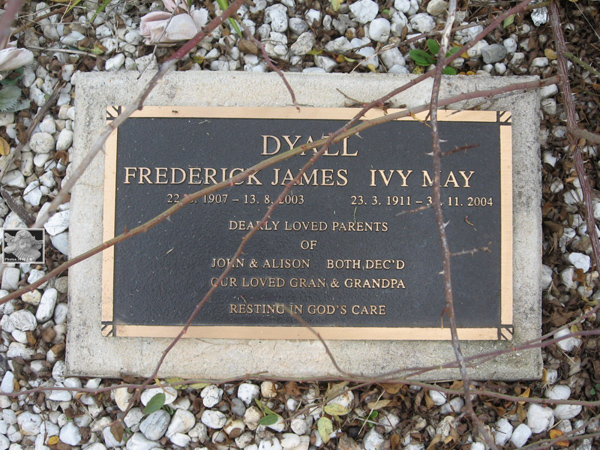 DYALL
FREDERICK JAMES IVY MAY
1907 - 13. 8. 2003 23. 3. 1911 - 11. 2004
DEARLY LOVED PARENTS
OF
JOHN & ALISON BOTH DEC'D
OUR LOVED GRAN & GRANDPA
RESTING IN GOD'S CARE